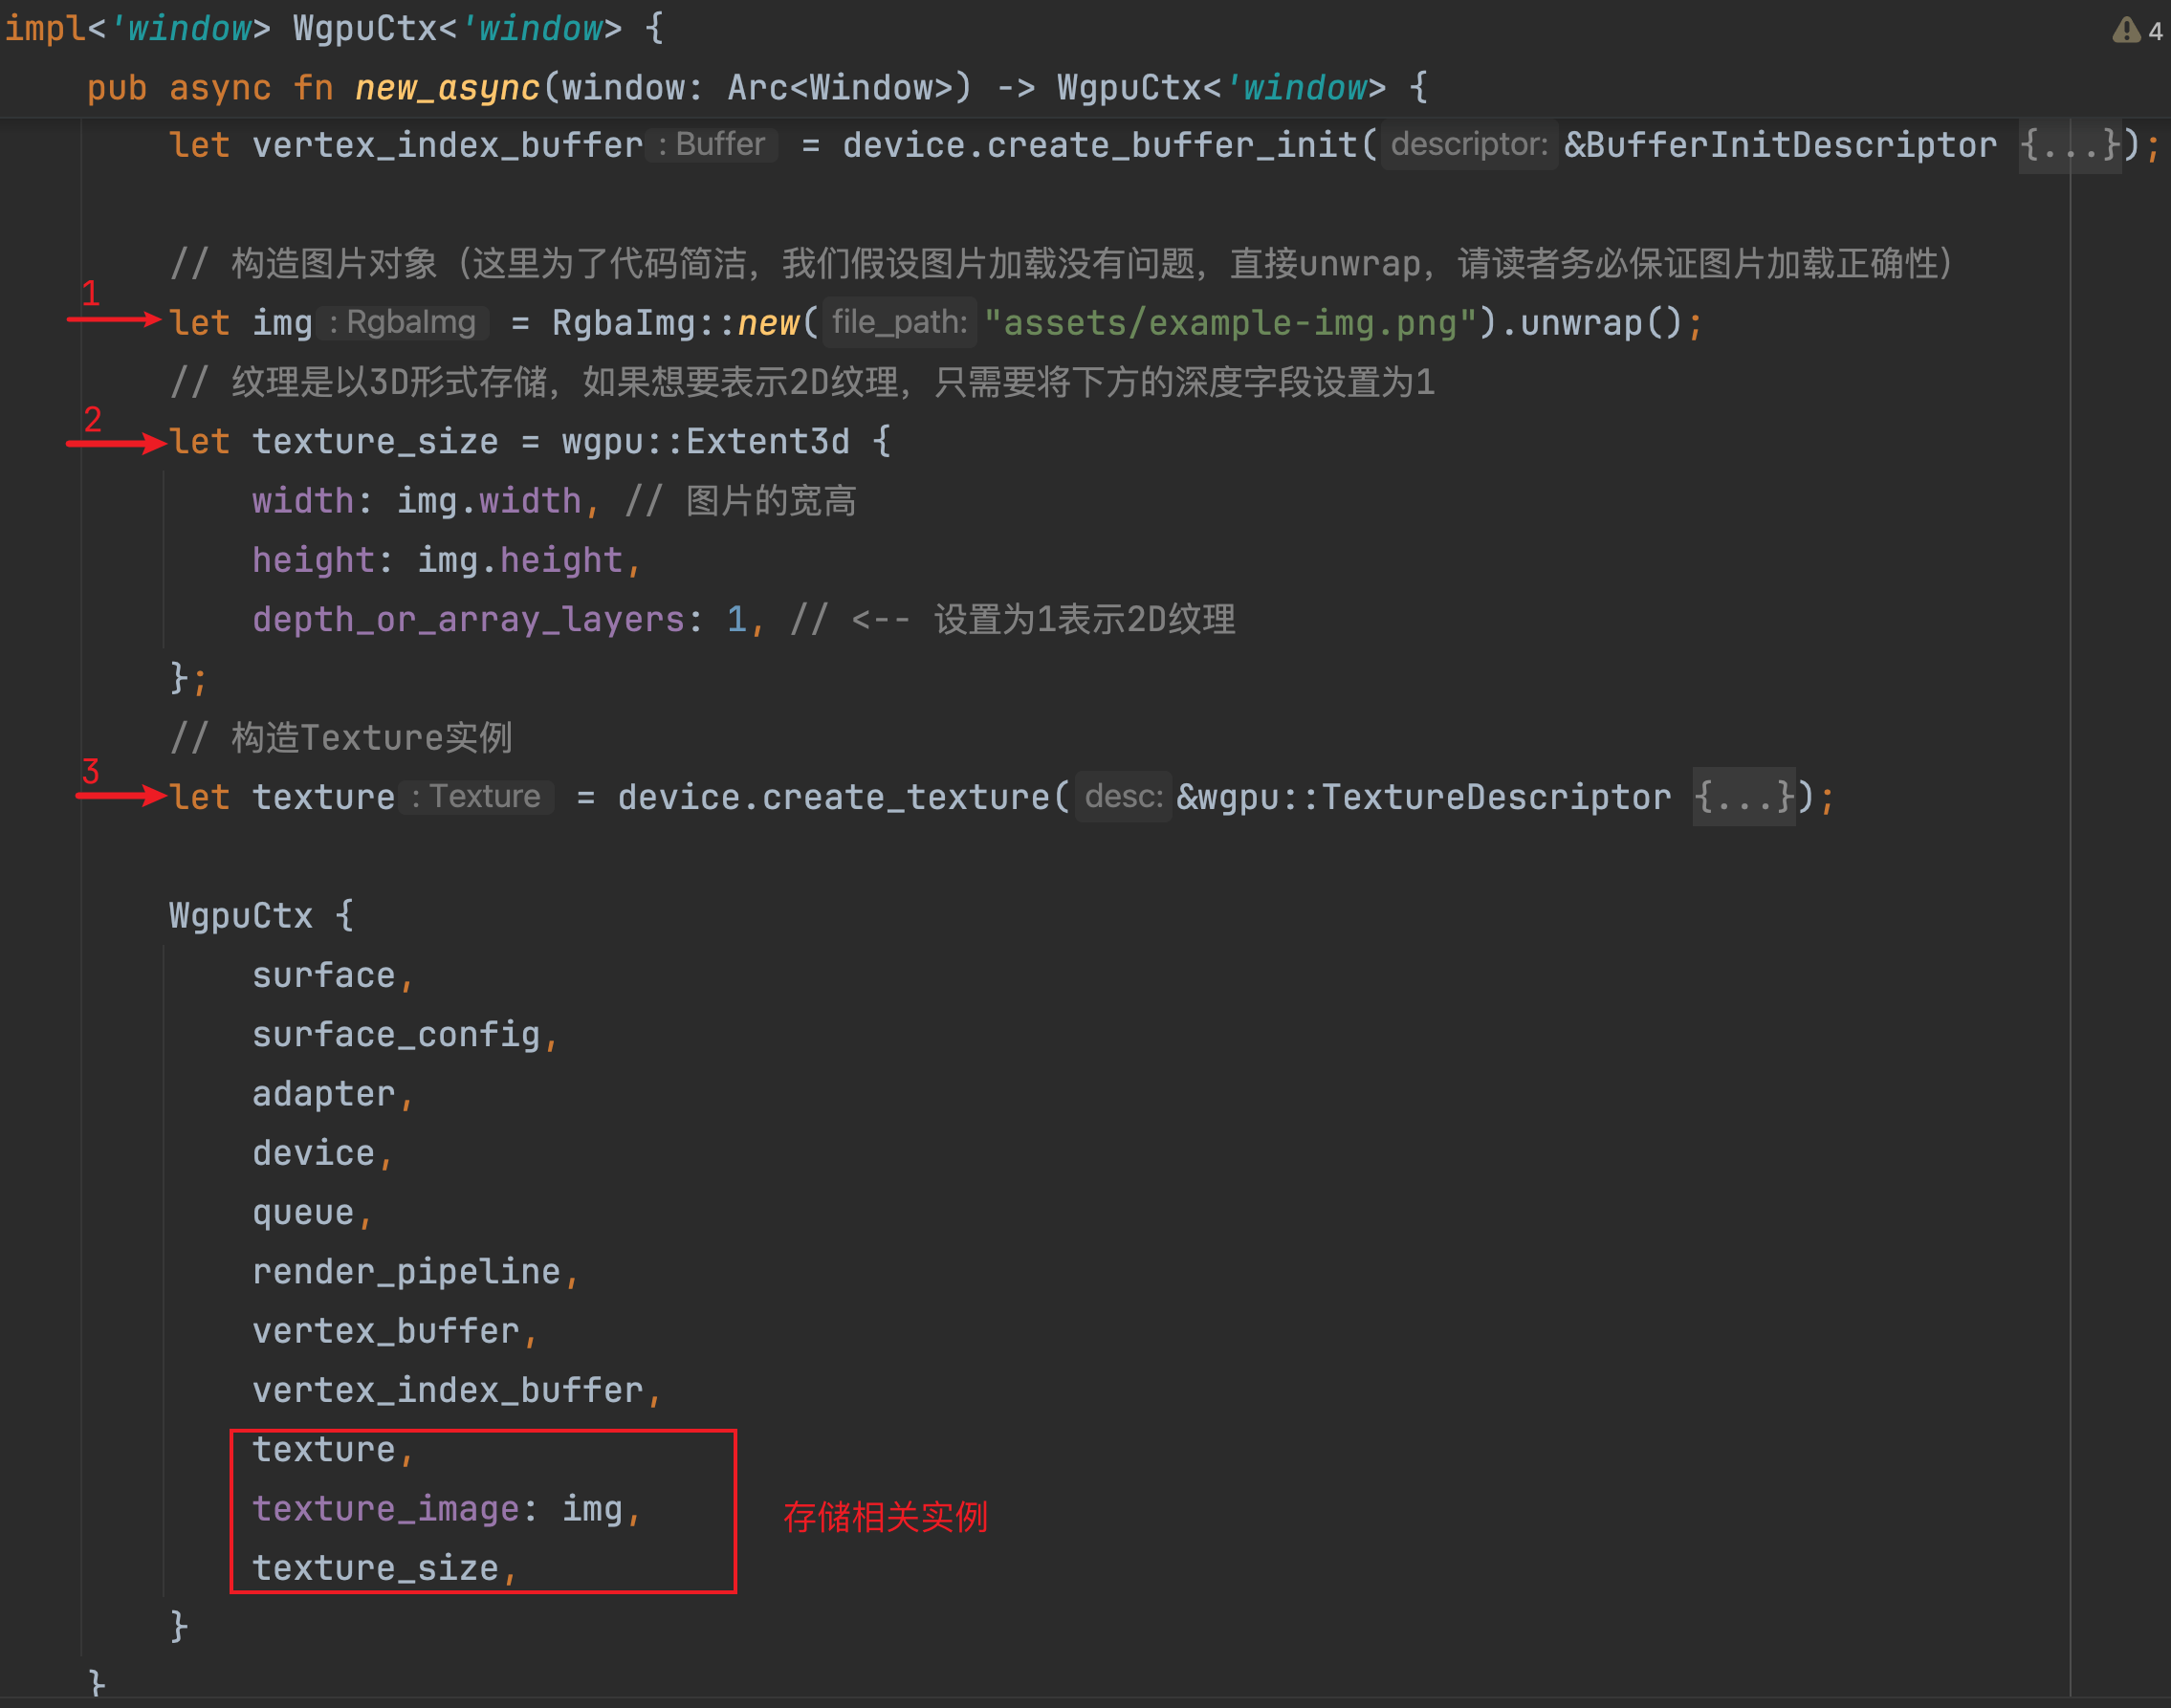 impl<'window> WgpuCtx<'window> {
4
pub async fn new_async(window: Arc<Window>) -> WgpuCtx<'window> {
let vertex_index_buffer : Buffer = device.create_buffer_init( descriptor: &BufferInitDescriptor {...});
// 构造图片对象（这里为了代码简洁，我们假设图片加载没有问题，直接unwrap，请读者务必保证图片加载正确性）
1
let img : RgbaImg = RgbaImg::new( file_path: "assets/example-img.png").unwrap();
// 纹理是以3D形式存储，如果想要表示2D纹理，只需要将下方的深度字段设置为1
2
let texture_size = wgpu::Extent3d {
width: img.width, // 图片的宽高
height: img.height,
depth_or_array_layers: 1, // <-- 设置为1表示2D纹理
};
// 构造Texture实例
3
let texture : Texture = device.create_texture( desc: &wgpu::TextureDescriptor {...});
WgpuCtx {
surface,
surface_config,
adapter,
device,
queue,
render_pipeline,
vertex_buffer,
vertex_index_buffer,
texture,
texture_image: img,
存储相关实例
texture_size,
}
}